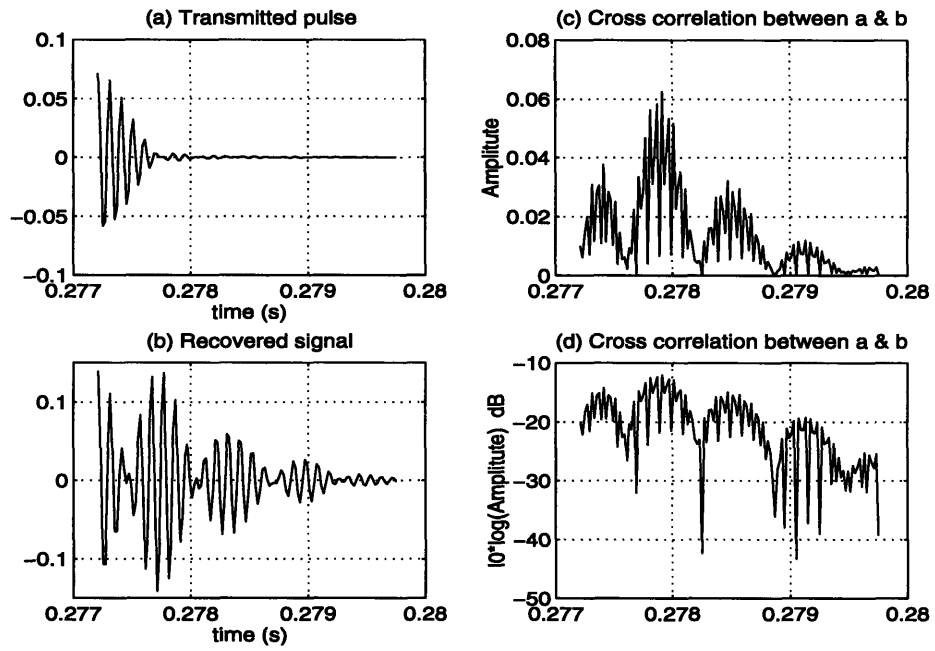 (a) Transmitted pulse
0.1
0.05
0
−0.05
−0.1
0.277 0.278 0.279 0.28
time (s)
(c) Cross correlation between a & b
Amplitude
0.08
0.06
0.04
0.02
0
0.277 0.278 0.279 0.28
(b) Recovered signal
0.1
0
−0.1
0.277 0.278 0.279 0.28
time (s)
(d) Cross correlation between a & b
l0*log(Amplitude) dB
−10
−20
−30
−40
−50
0.277 0.278 0.279 0.28